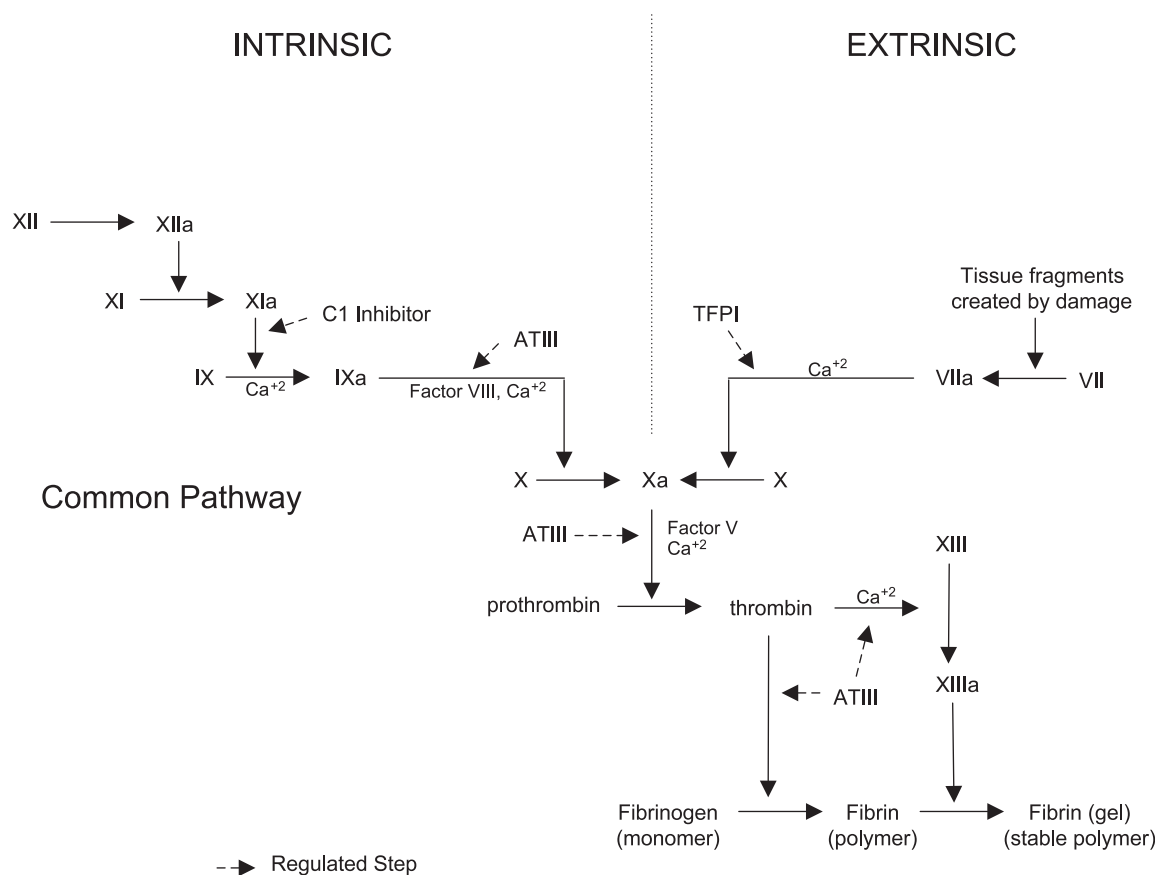 INTRINSIC
EXTRINSIC
XII
XIIa
XI
XIa
C1 Inhibitor
ATIII
IX
Ca+2
IXa
Factor VIII, Ca+2
TFPI
Tissue fragments
created by damage
Ca+2
VIIa
VII
X
Xa
X
Common Pathway
ATIII
Factor V
Ca+2
XIII
prothrombin
thrombin
Ca+2
ATIII
XIIIa
Fibrinogen
(monomer)
Fibrin
(polymer)
Fibrin (gel)
(stable polymer)
Regulated Step